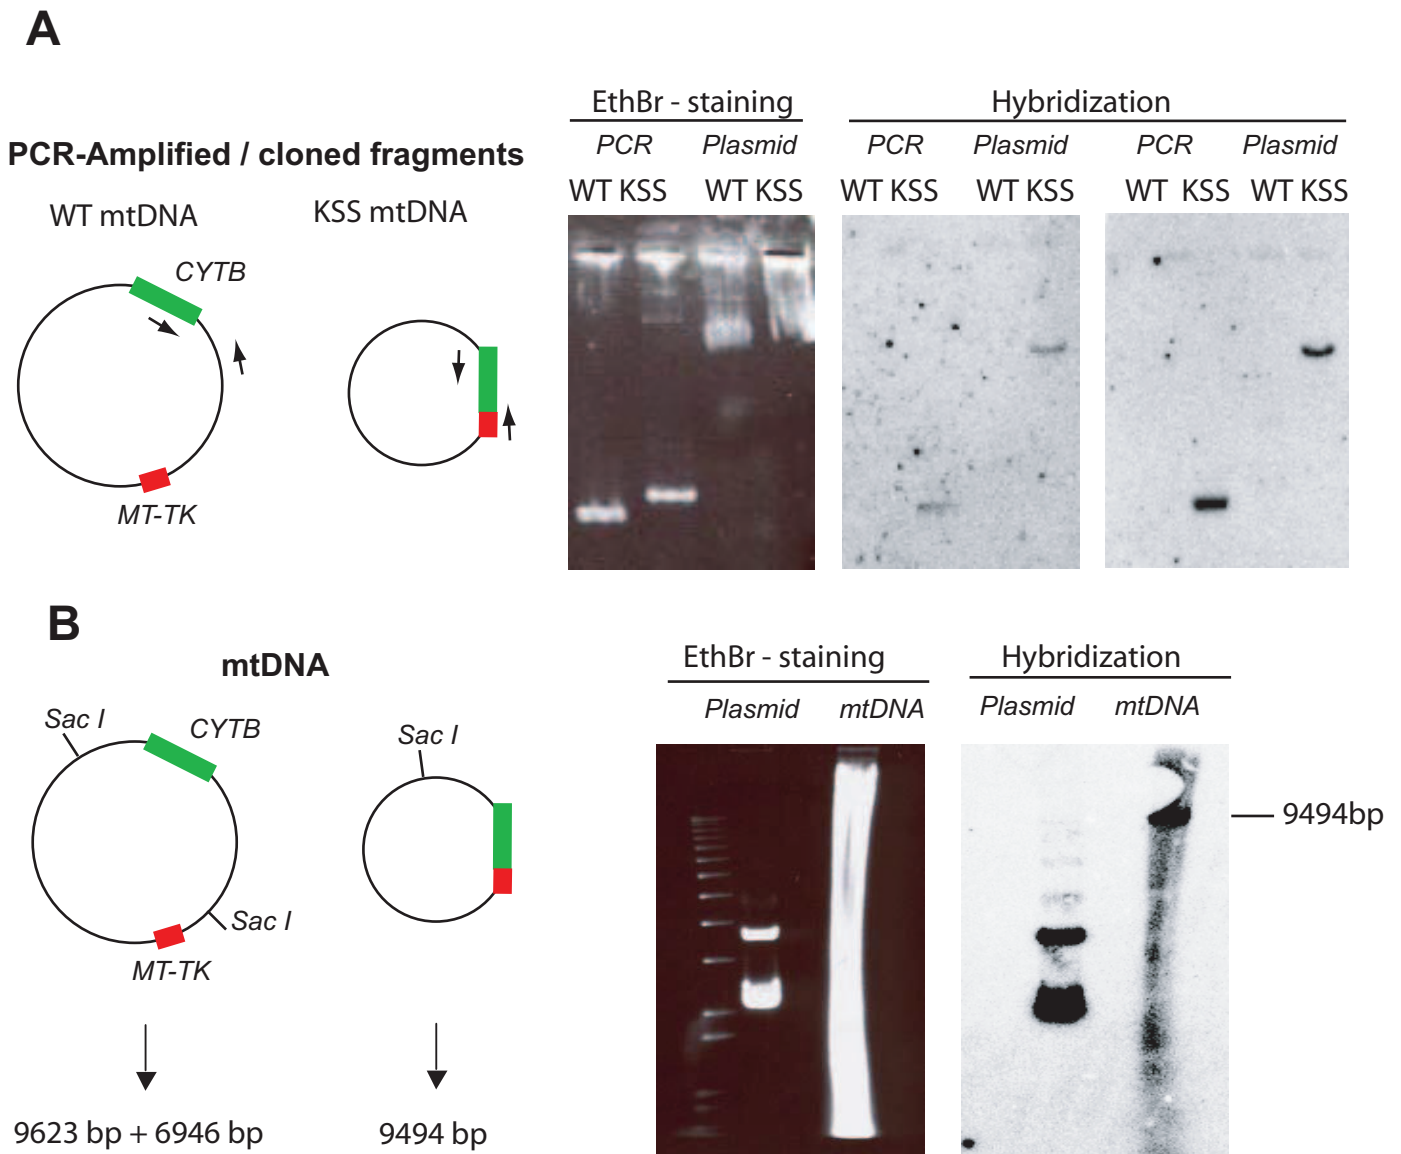 A
EthBr - staining
Hybridization
PCR Plasmid
PCR Plasmid
PCR Plasmid
PCR-Amplified / cloned fragments
WT KSS WT KSS
WT KSS WT KSS
WT KSS WT KSS
WT mtDNA
KSS mtDNA
CYTB
MT-TK
B
mtDNA
EthBr - staining
Hybridization
Plasmid mtDNA
Plasmid mtDNA
Sac I
CYTB
Sac I
9494bp
Sac I
MT-TK
9623 bp + 6946 bp
9494 bp